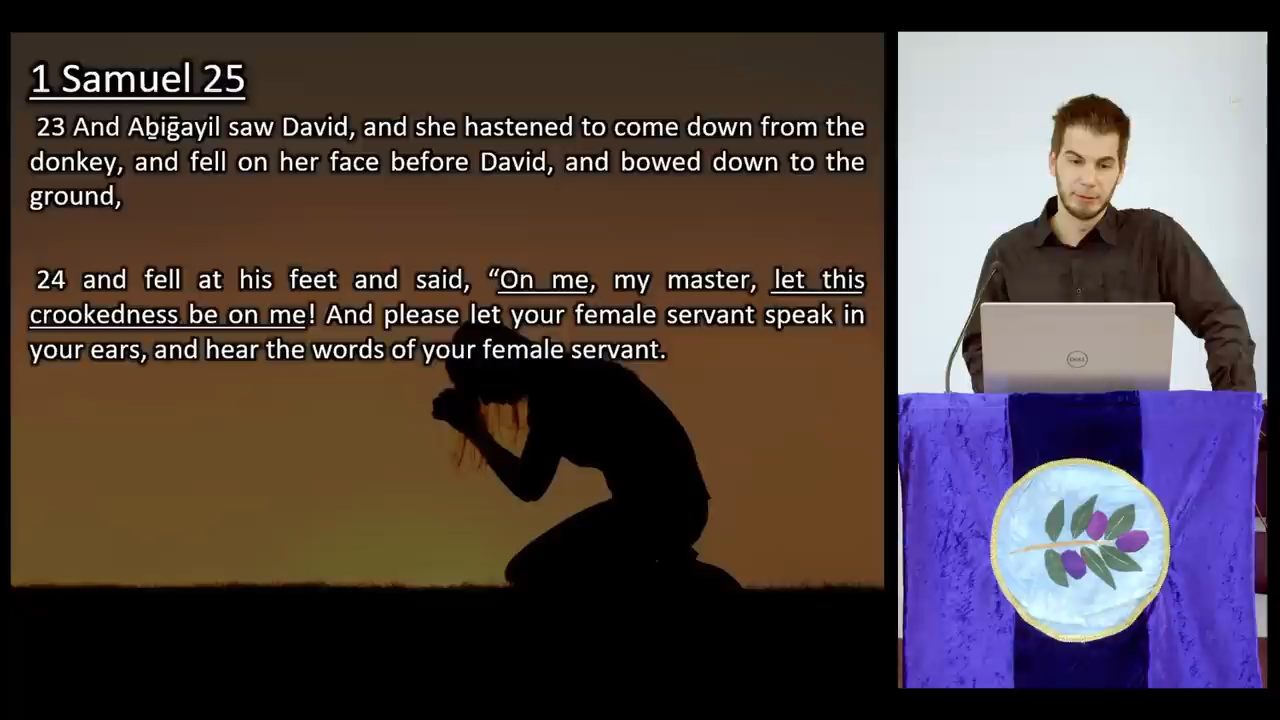 1 Samuel 25
23 And Aḇiḡayil saw David, and she hastened to come down from the
donkey, and fell on her face before David, and bowed down to the
ground,
24 and fell at his feet and said, “On me, my master, let this
crookedness be on me! And please let your female servant speak in
your ears, and hear the words of your female servant.
DELL